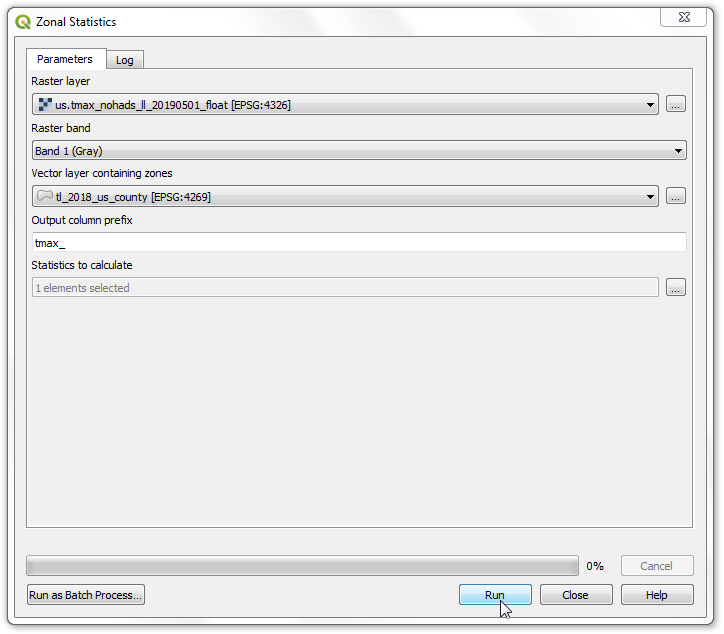 Zonal Statistics
Parameters
Log
Raster layer
us.tmax_nohads_ll_20190501_float [EPSG:4326]
...
Raster band
Band 1 (Gray)
Vector layer containing zones
tl_2018_us_county [EPSG:4269]
...
Output column prefix
tmax_
Statistics to calculate
1 elements selected
...
0%
Cancel
Run as Batch Process...
Run
Close
Help